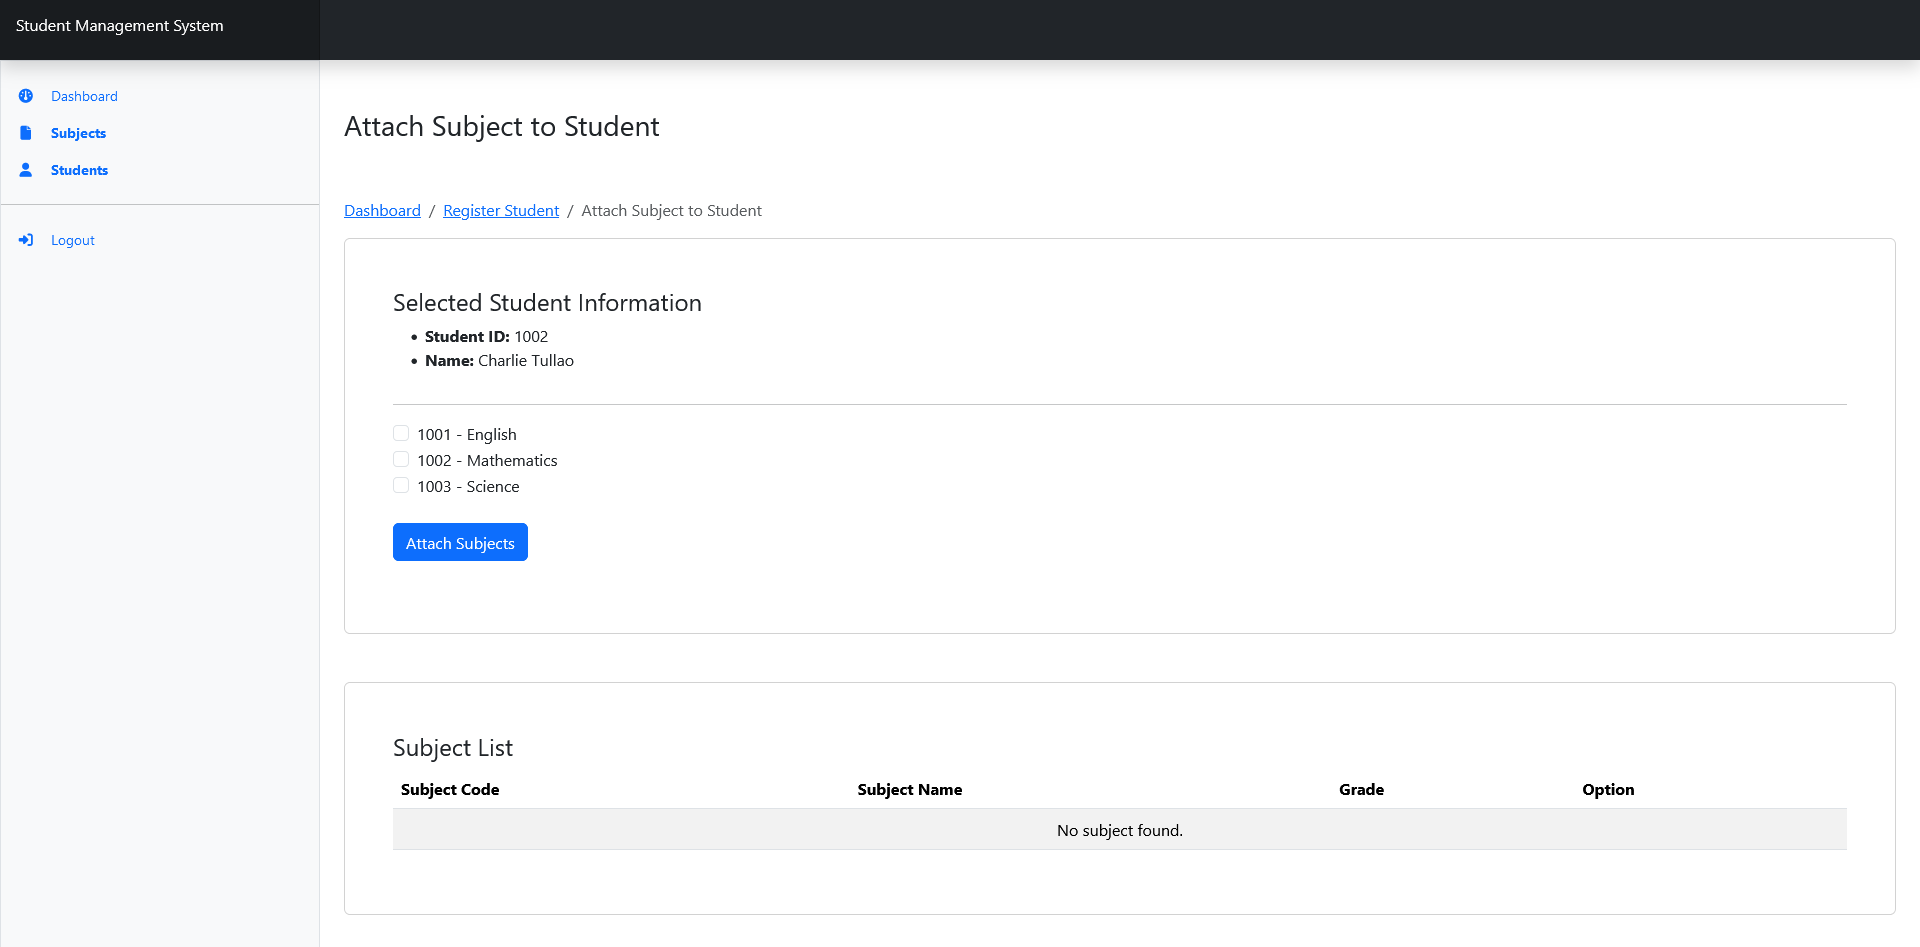 Student Management System
Dashboard
Subjects
Students
Logout
Attach Subject to Student
Dashboard / Register Student / Attach Subject to Student
Selected Student Information
• Student ID: 1002
• Name: Charlie Tullao
1001 - English
1002 - Mathematics
1003 - Science
Attach Subjects
Subject List
Subject Code Subject Name Grade Option
No subject found.